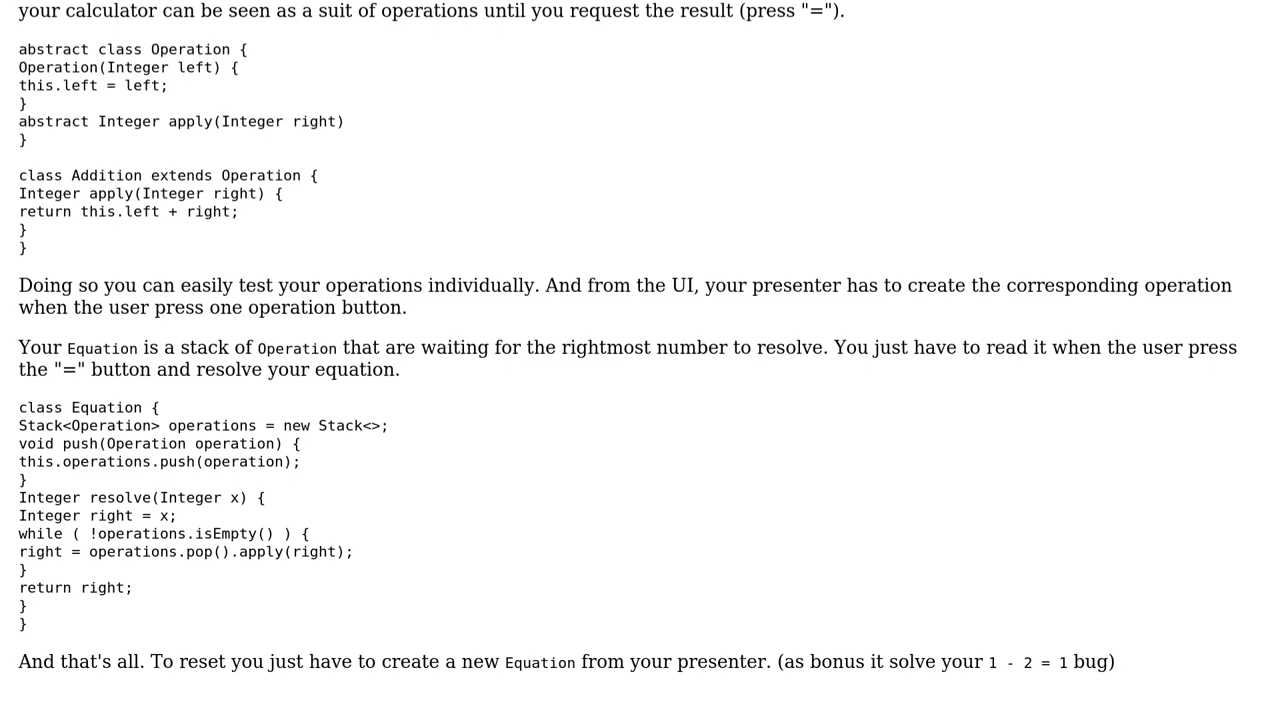 your calculator can be seen as a suit of operations until you request the result (press "=").
abstract class Operation {
Operation(Integer left) {
this.left = left;
}
abstract Integer apply(Integer right)
}
class Addition extends Operation {
Integer apply(Integer right) {
return this.left + right;
}
}
Doing so you can easily test your operations individually. And from the UI, your presenter has to create the corresponding operation
when the user press one operation button.
Your Equation is a stack of Operation that are waiting for the rightmost number to resolve. You just have to read it when the user press
the "=" button and resolve your equation.
class Equation {
Stack<Operation> operations = new Stack<>;
void push(Operation operation) {
this.operations.push(operation);
}
Integer resolve(Integer x) {
Integer right = x;
while ( !operations.isEmpty() ) {
right = operations.pop().apply(right);
}
return right;
}
}
And that's all. To reset you just have to create a new Equation from your presenter. (as bonus it solve your 1 - 2 = 1 bug)